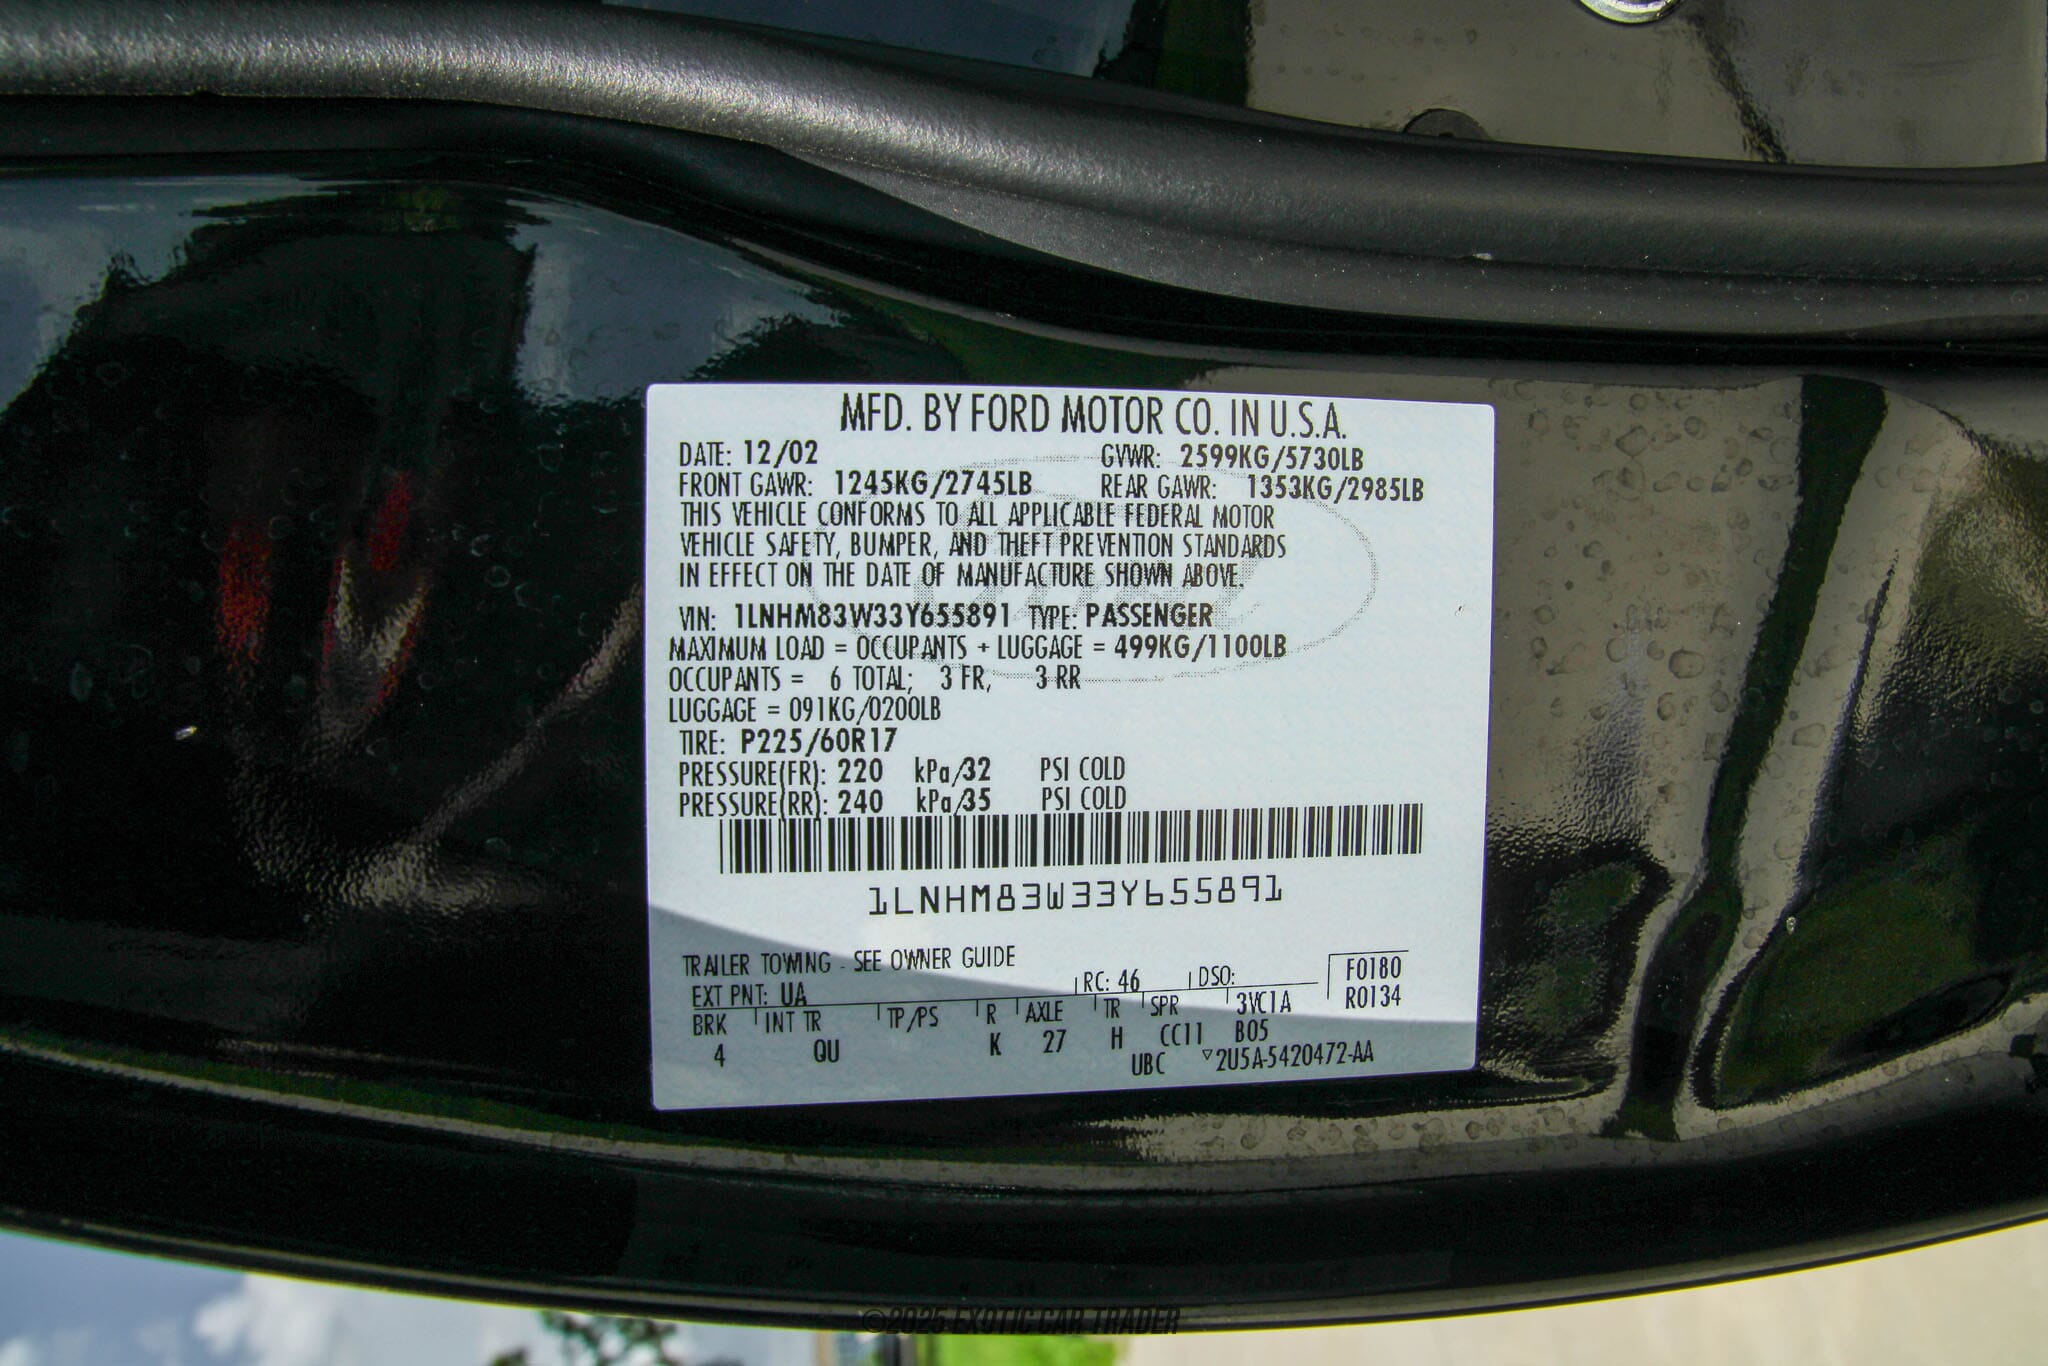 MFD. BY FORD MOTOR CO. IN U.S.A.
DATE: 12/02 GVWR: 2599KG/5730LB
FRONT GAWR: 1245KG/2745LB REAR GAWR: 1353KG/2985LB
THIS VEHICLE CONFORMS TO ALL APPLICABLE FEDERAL MOTOR
VEHICLE SAFETY, BUMPER, AND THEFT PREVENTION STANDARDS
IN EFFECT ON THE DATE OF MANUFACTURE SHOWN ABOVE.
VIN: 1LNHM83W33Y655891 TYPE: PASSENGER
MAXIMUM LOAD = OCCUPANTS + LUGGAGE = 499KG/1100LB
OCCUPANTS = 6 TOTAL; 3 FR, 3 RR
LUGGAGE = 091KG/0200LB
TIRE: P225/60R17
PRESSURE(FR): 220 kPa/32 PSI COLD
PRESSURE(RR): 240 kPa/35 PSI COLD
1LNHM83W33Y655891
TRAILER TOWING - SEE OWNER GUIDE
EXT PNT: UA RC: 46 DSO: F0180
R0134
BRK INT TR TP/PS R AXLE TR SPR 3VC1A
4 QU K 27 H CC11 B05
UBC ▽2U5A-5420472-AA
©2025 EXOTIC CAR TRADER